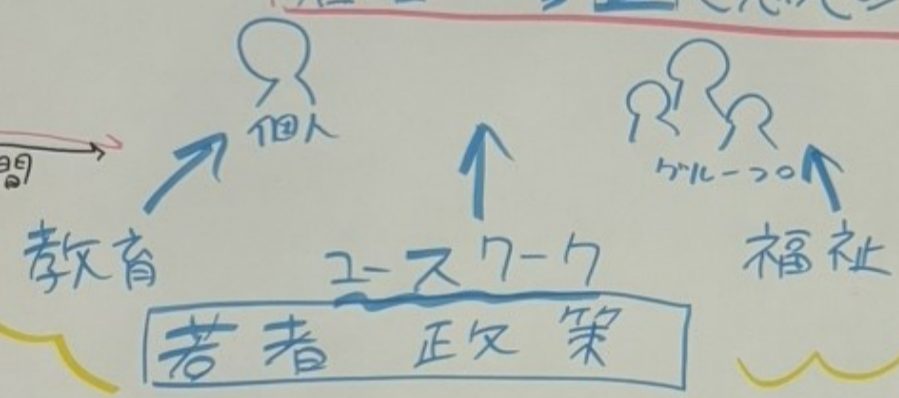 個人
グループ
教育
ユースワーク
福祉
若者 政策